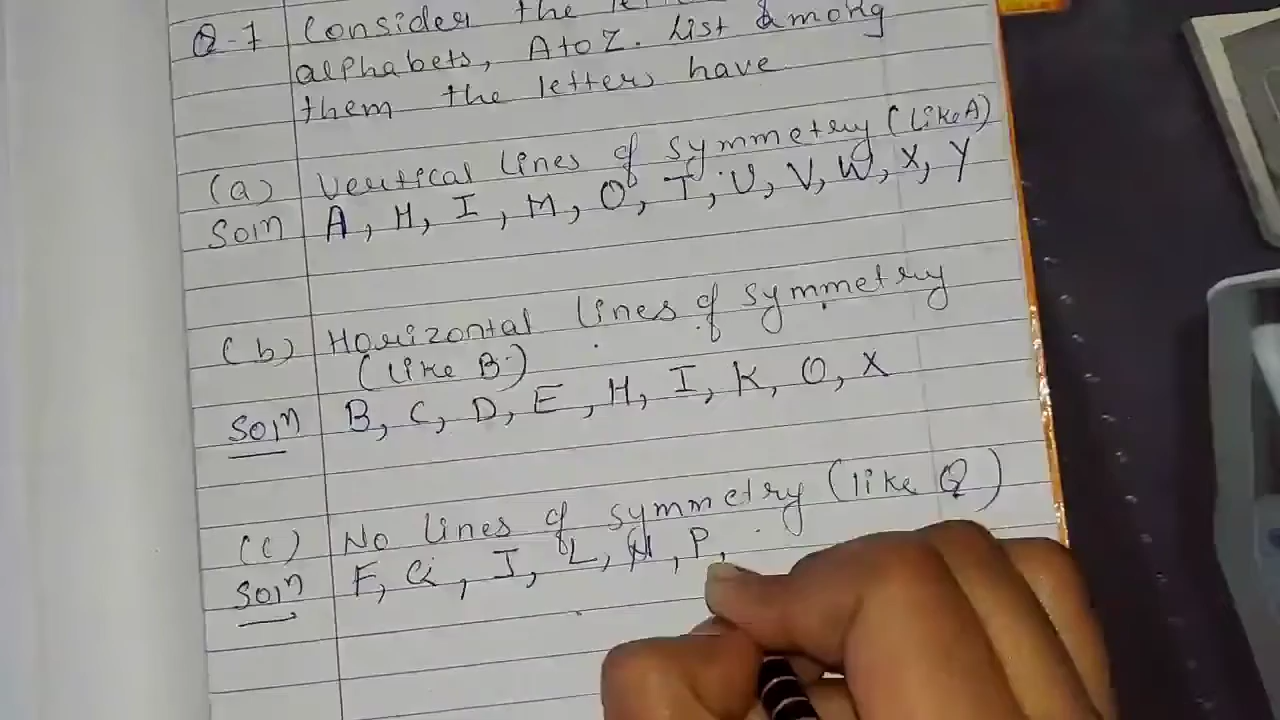 Q-1 Consider the
alphabets, A to Z. List among
them the letters have
(a) Vertical lines of symmetry (Like A)
Soln A, H, I, M, O, T, U, V, W, X, Y
(b) Horizontal lines of symmetry
(Like B)
Soln B, C, D, E, H, I, K, O, X
(c) No lines of symmetry (like Q)
Soln F, G, J, L, N, P,